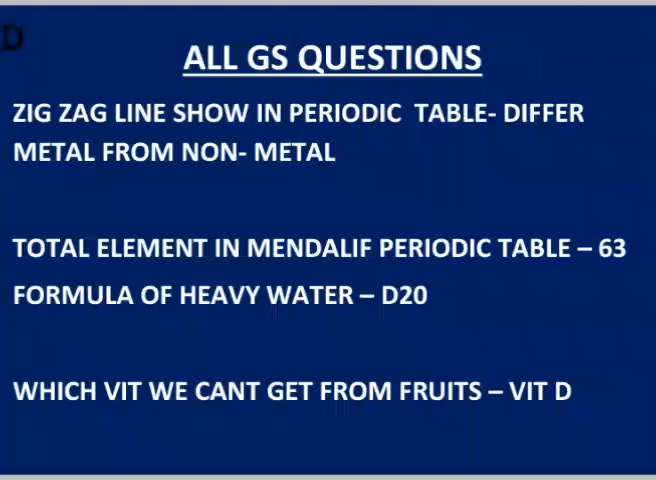 D
ALL GS QUESTIONS
ZIG ZAG LINE SHOW IN PERIODIC TABLE- DIFFER
METAL FROM NON- METAL
TOTAL ELEMENT IN MENDALIF PERIODIC TABLE – 63
FORMULA OF HEAVY WATER – D20
WHICH VIT WE CANT GET FROM FRUITS – VIT D